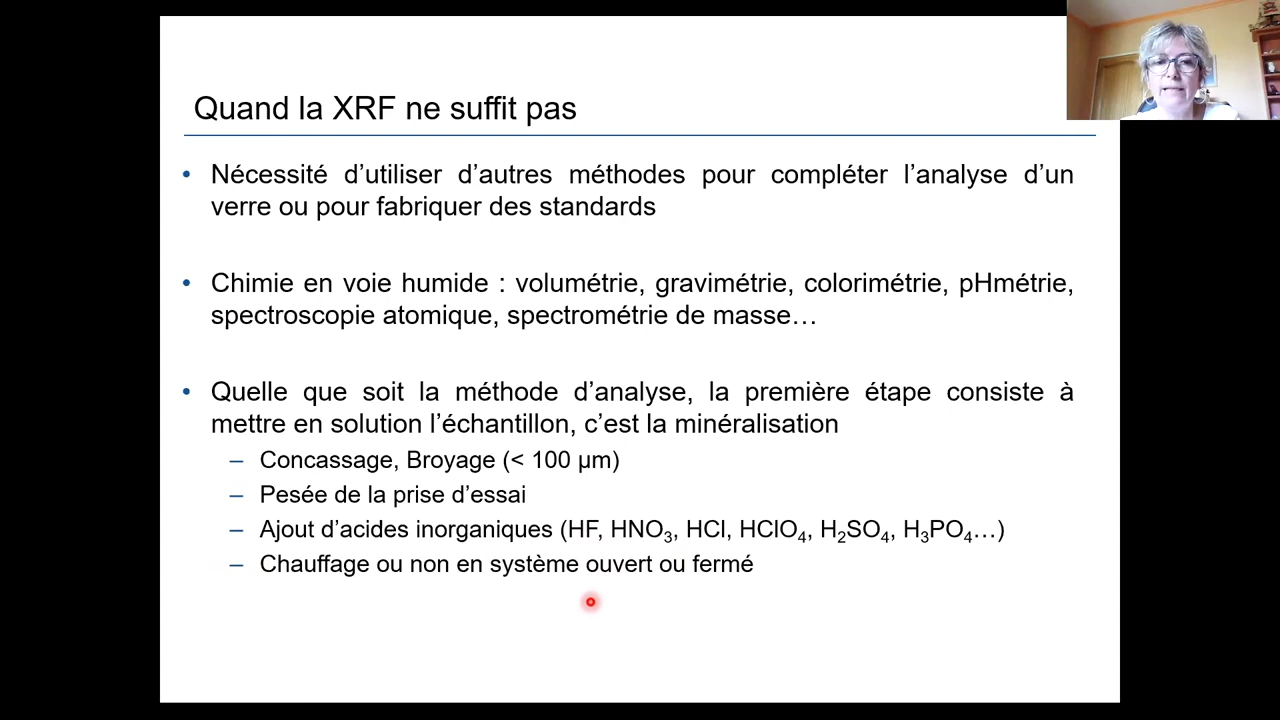 Quand la XRF ne suffit pas
• Nécessité d’utiliser d’autres méthodes pour compléter l’analyse d’un
verre ou pour fabriquer des standards
• Chimie en voie humide : volumétrie, gravimétrie, colorimétrie, pHmétrie,
spectroscopie atomique, spectrométrie de masse…
• Quelle que soit la méthode d’analyse, la première étape consiste à
mettre en solution l’échantillon, c’est la minéralisation
– Concassage, Broyage (< 100 µm)
– Pesée de la prise d’essai
– Ajout d’acides inorganiques (HF, HNO₃, HCl, HClO₄, H₂SO₄, H₃PO₄…)
– Chauffage ou non en système ouvert ou fermé